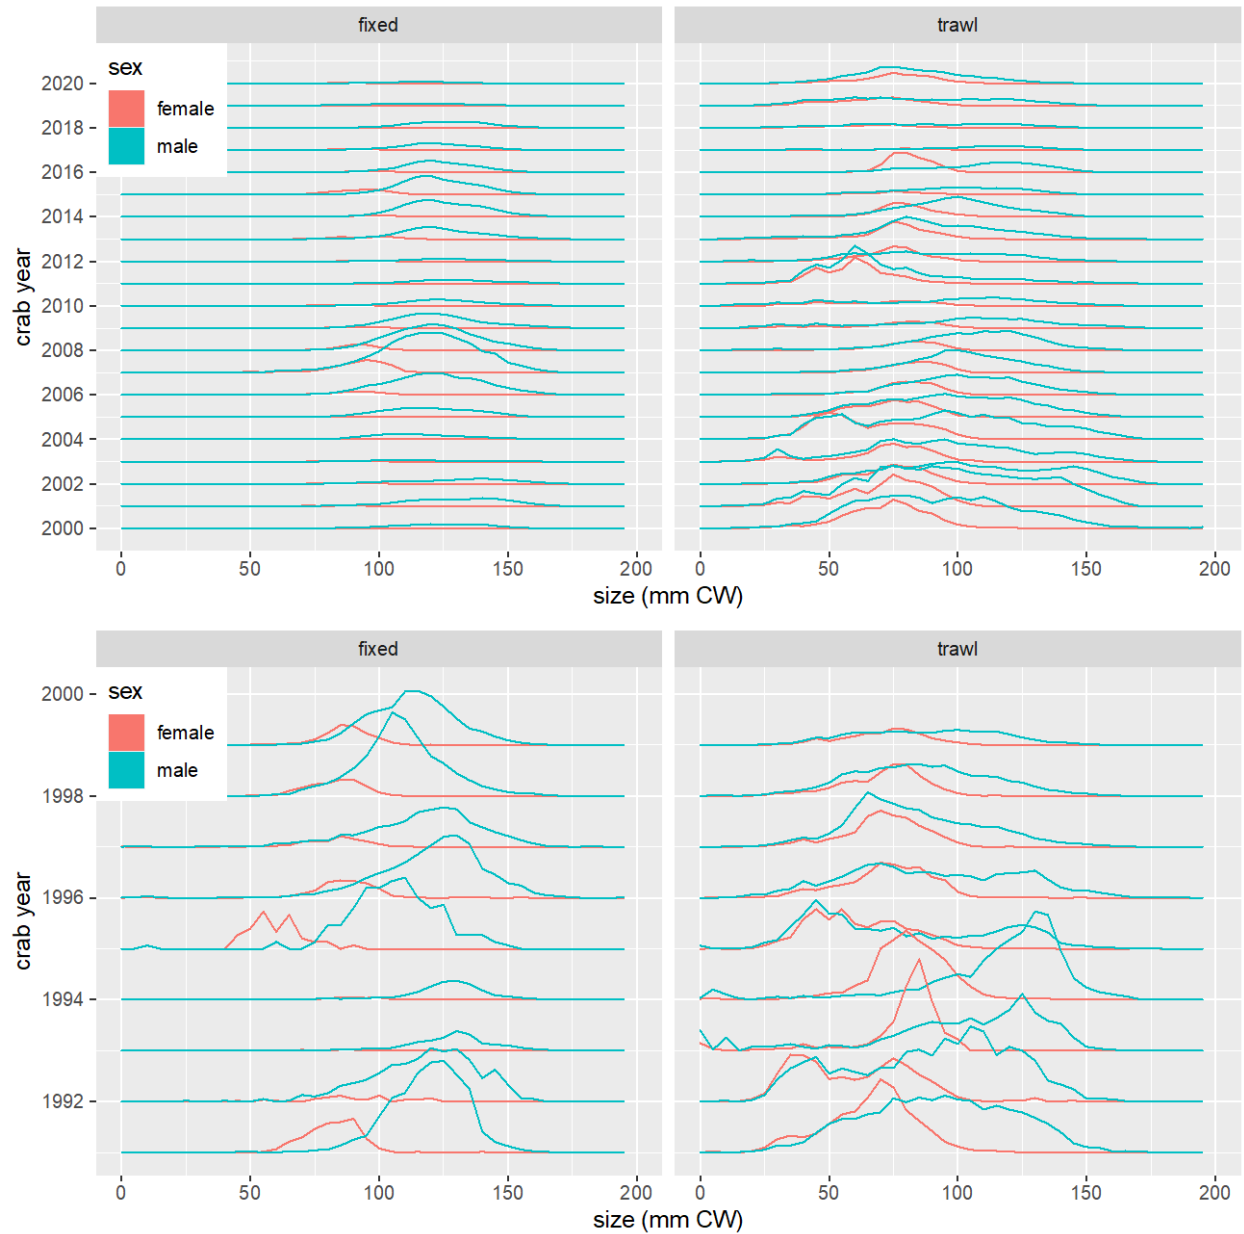 fixed
trawl
sex
female
male
2020
2018
2016
2014
2012
2010
2008
2006
2004
2002
2000
crab year
0 50 100 150 200
0 50 100 150 200
size (mm CW)
fixed
trawl
sex
female
male
2000
1998
1996
1994
1992
crab year
0 50 100 150 200
0 50 100 150 200
size (mm CW)